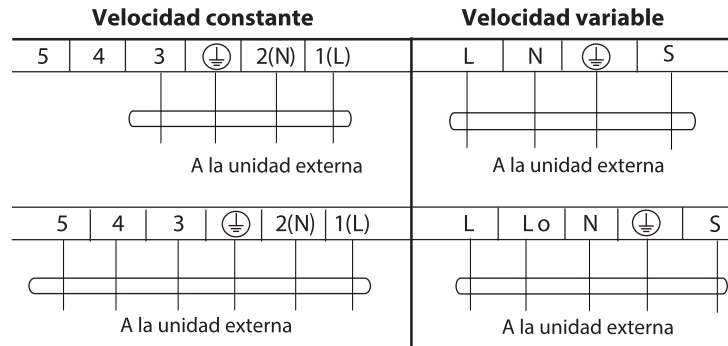 Velocidad constante
Velocidad variable
5 4 3 2(N) 1(L)
L N S
A la unidad externa
A la unidad externa
5 4 3 2(N) 1(L)
L Lo N S
A la unidad externa
A la unidad externa